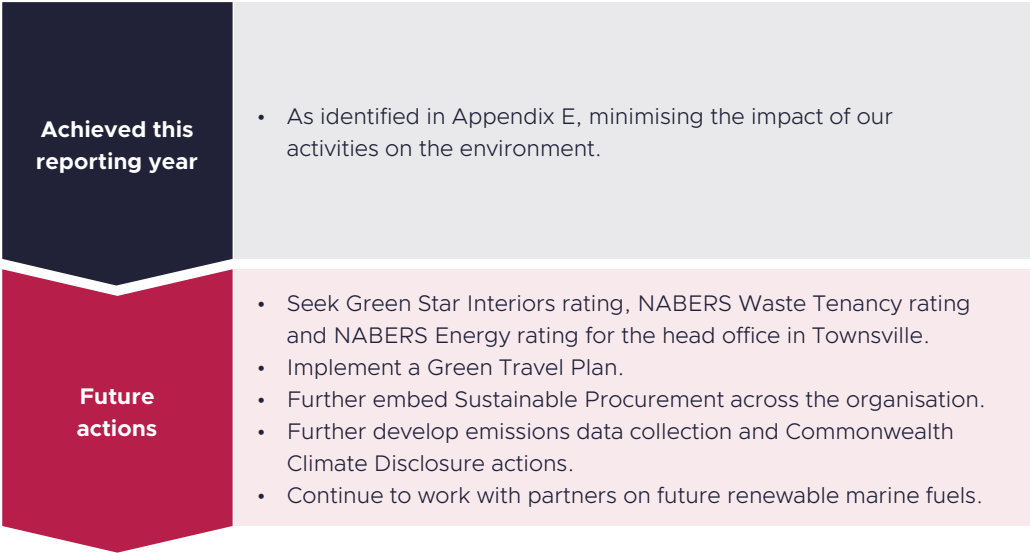 Achieved this
reporting year
• As identified in Appendix E, minimising the impact of our
activities on the environment.
Future
actions
• Seek Green Star Interiors rating, NABERS Waste Tenancy rating
and NABERS Energy rating for the head office in Townsville.
• Implement a Green Travel Plan.
• Further embed Sustainable Procurement across the organisation.
• Further develop emissions data collection and Commonwealth
Climate Disclosure actions.
• Continue to work with partners on future renewable marine fuels.